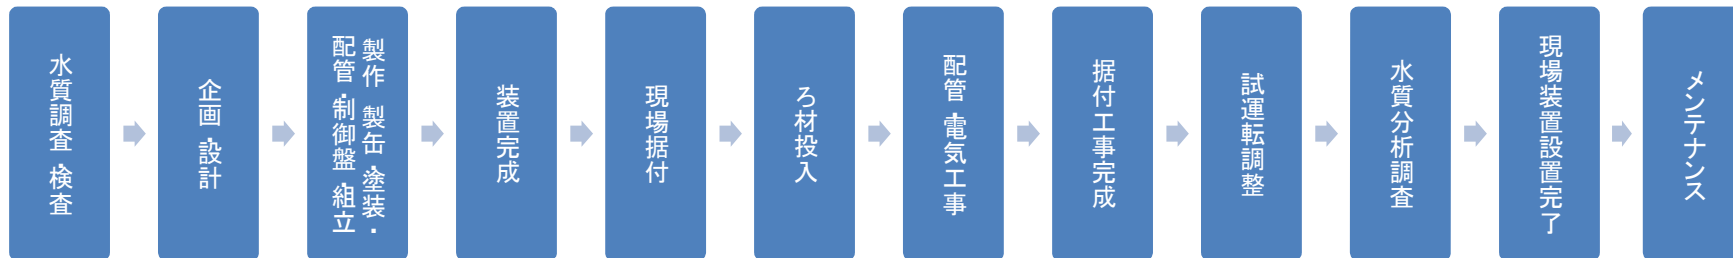 水質調査・検査
企画・設計
製作 製缶・塗装・
配管・制御盤・組立
装置完成
現場据付
ろ材投入
配管・電気工事
据付工事完成
試運転調整
水質分析調査
現場装置設置完了
メンテナンス